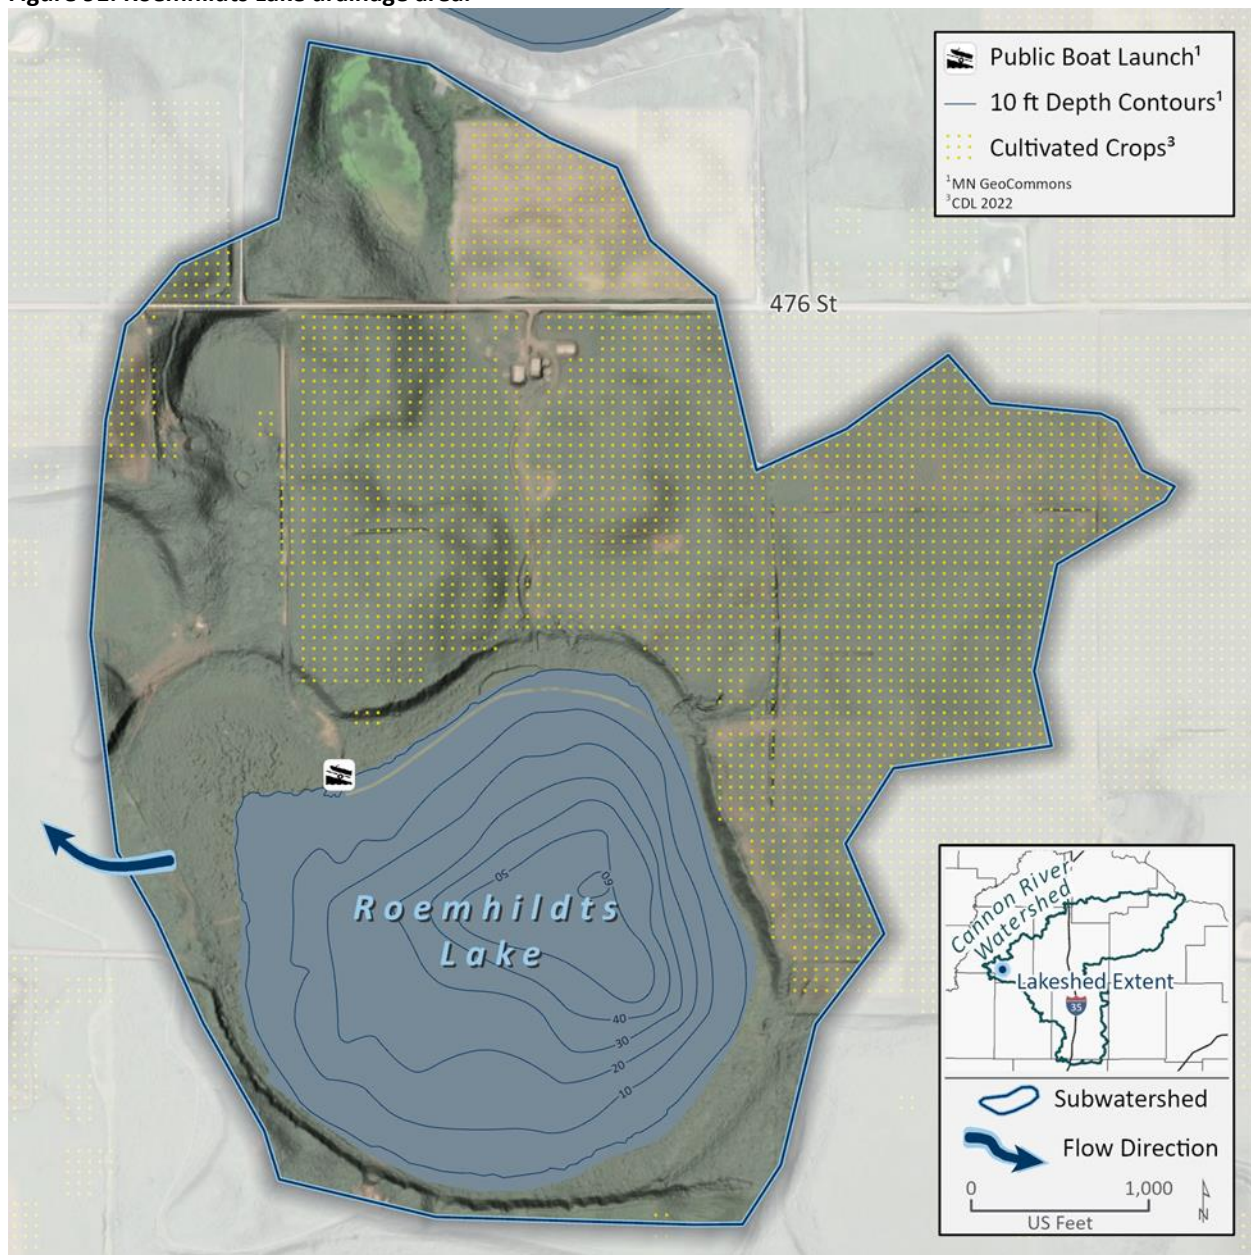 Public Boat Launch¹
10 ft Depth Contours¹
Cultivated Crops³
¹MN GeoCommons
³CDL 2022
476 St
60
50
Roemhildts
Lake
40
30
20
10
Cannon River
Watershed
Lakeshed Extent
35
Subwatershed
Flow Direction
0 1,000
US Feet
N